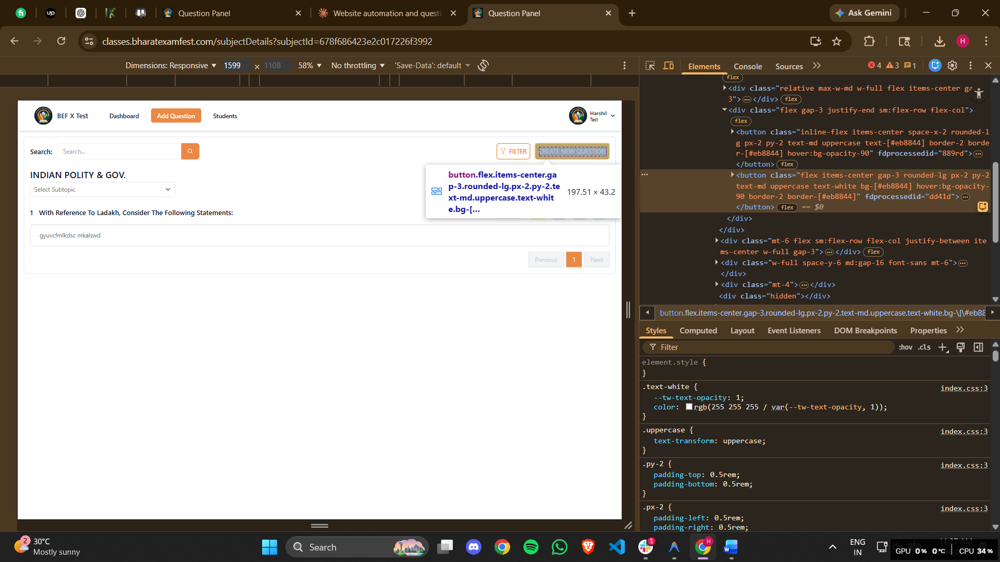 Question Panel
Website automation and questi
Question Panel
Ask Gemini
classes.bharatexamfest.com/subjectDetails?subjectId=678f686423e2c017226f3992
H
Dimensions: Responsive
1599
×
1108
58%
No throttling
'Save-Data': default
Elements
Console
Sources
4
3
1
BEF X Test
Dashboard
Add Question
Students
Harshil
Test
Search:
Search...
FILTER
CREATE NEW QUESTION
INDIAN POLITY & GOV.
Select Subtopic
1 With Reference To Ladakh, Consider The Following Statements:
gyuvcfmlkdsc mkalswd
Previous
1
Next
button.flex.items-center.ga
p-3.rounded-lg.px-2.py-2.te
xt-md.uppercase.text-whit
e.bg-[...
197.51 × 43.2
flex
<div class="relative max-w-md w-full flex items-center ga
3"> </div> flex
<div class="flex gap-3 justify-end sm:flex-row flex-col">
flex
<button class="inline-flex items-center space-x-2 rounded-l
g px-2 py-2 text-md uppercase text-[#eb8844] border-2 borde
r-[#eb8844] hover:bg-opacity-90" fdprocessedid="889rd">
</button> flex
<button class="flex items-center gap-3 rounded-lg px-2 py-2
text-md uppercase text-white bg-[#eb8844] hover:bg-opacity-
90 border-2 border-[#eb8844]" fdprocessedid="dd41d">
</button> flex == $0
</div>
</div>
<div class="mt-6 flex sm:flex-row flex-col justify-between ite
ms-center w-full gap-3"> </div> flex
<div class="w-full space-y-6 md:gap-16 font-sans mt-6">
</div>
<div class="mt-4"> </div>
<div class="hidden"></div>
button.flex.items-center.gap-3.rounded-lg.px-2.py-2.text-md.uppercase.text-white.bg-\[\#eb88
Styles
Computed
Layout
Event Listeners
DOM Breakpoints
Properties
Filter
:hov
.cls
element.style {
}
.text-white {
index.css:3
--tw-text-opacity: 1;
color: rgb(255 255 255 / var(--tw-text-opacity, 1));
}
.uppercase {
index.css:3
text-transform: uppercase;
}
.py-2 {
index.css:3
padding-top: 0.5rem;
padding-bottom: 0.5rem;
}
.px-2 {
index.css:3
padding-left: 0.5rem;
padding-right: 0.5rem;
2
30°C
Mostly sunny
Search
1
H
ENG
IN
11:27 AM
GPU 0% 0°C
CPU 34%